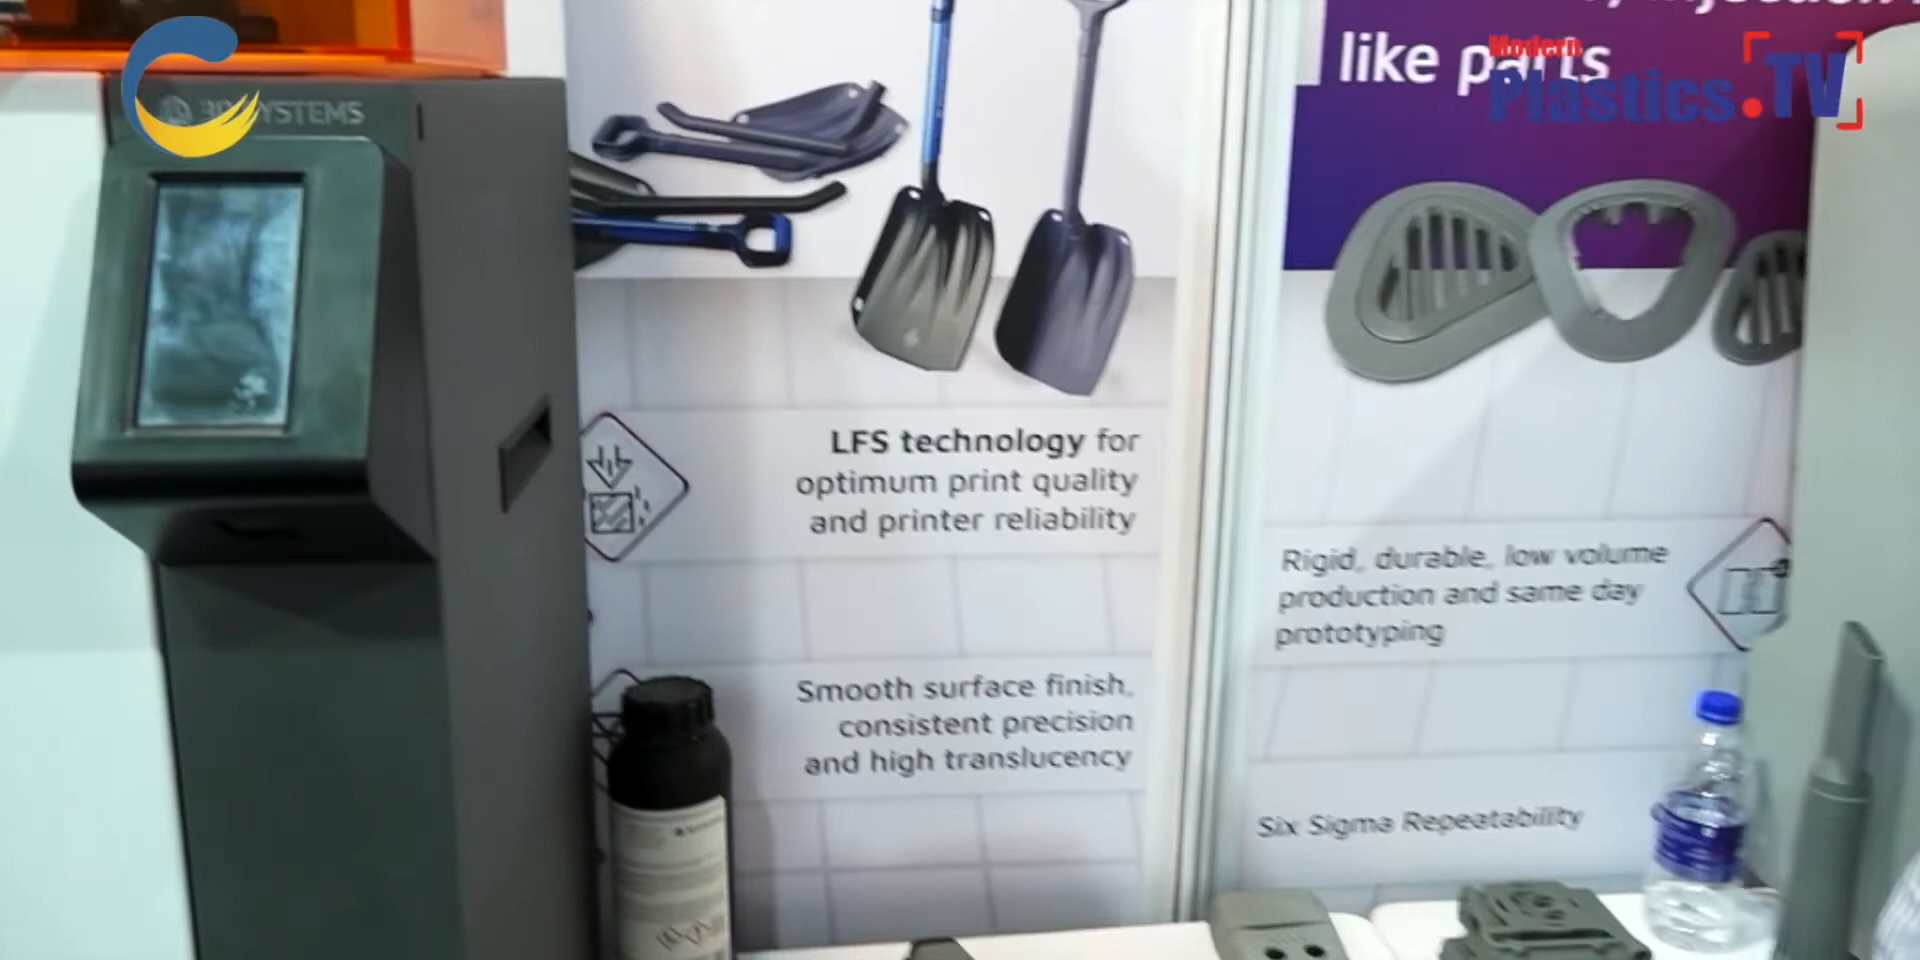 3D SYSTEMS
like parts
Modern
Plastics.TV
LFS technology for
optimum print quality
and printer reliability
Smooth surface finish,
consistent precision
and high translucency
Rigid, durable, low volume
production and same day
prototyping
Six Sigma Repeatability